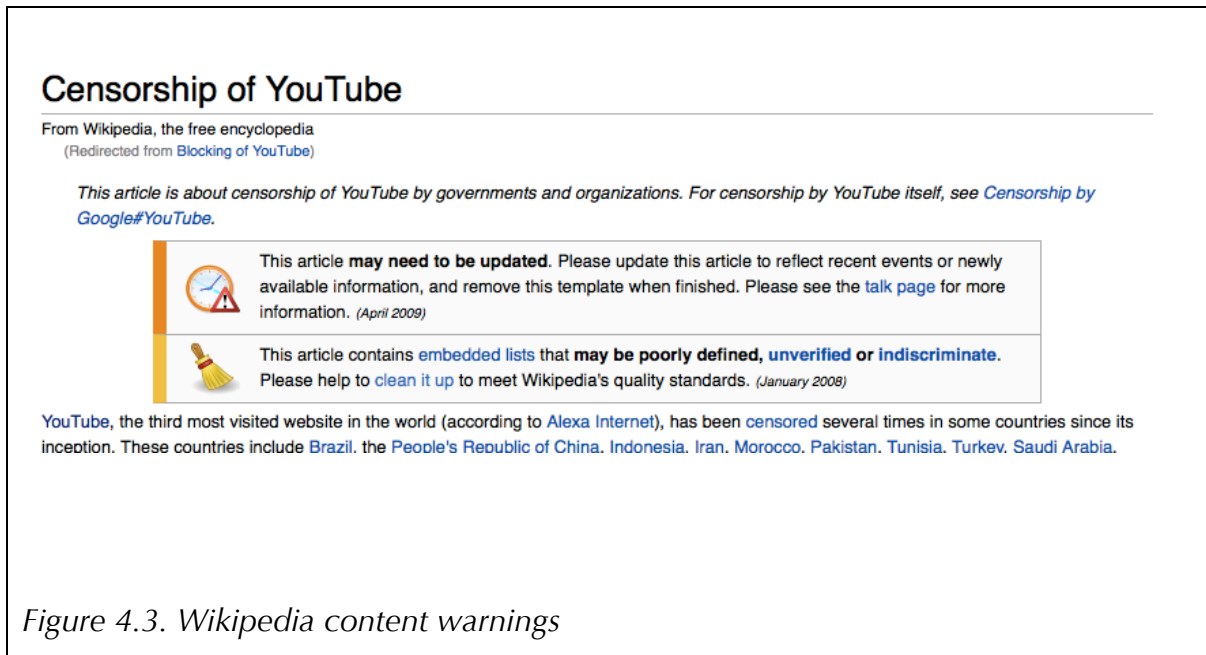 Censorship of YouTube
From Wikipedia, the free encyclopedia
(Redirected from Blocking of YouTube)
This article is about censorship of YouTube by governments and organizations. For censorship by YouTube itself, see Censorship by
Google#YouTube.
This article may need to be updated. Please update this article to reflect recent events or newly
available information, and remove this template when finished. Please see the talk page for more
information. (April 2009)
This article contains embedded lists that may be poorly defined, unverified or indiscriminate.
Please help to clean it up to meet Wikipedia's quality standards. (January 2008)
YouTube, the third most visited website in the world (according to Alexa Internet), has been censored several times in some countries since its
inception. These countries include Brazil, the People's Republic of China, Indonesia, Iran, Morocco, Pakistan, Tunisia, Turkey, Saudi Arabia,
Figure 4.3. Wikipedia content warnings